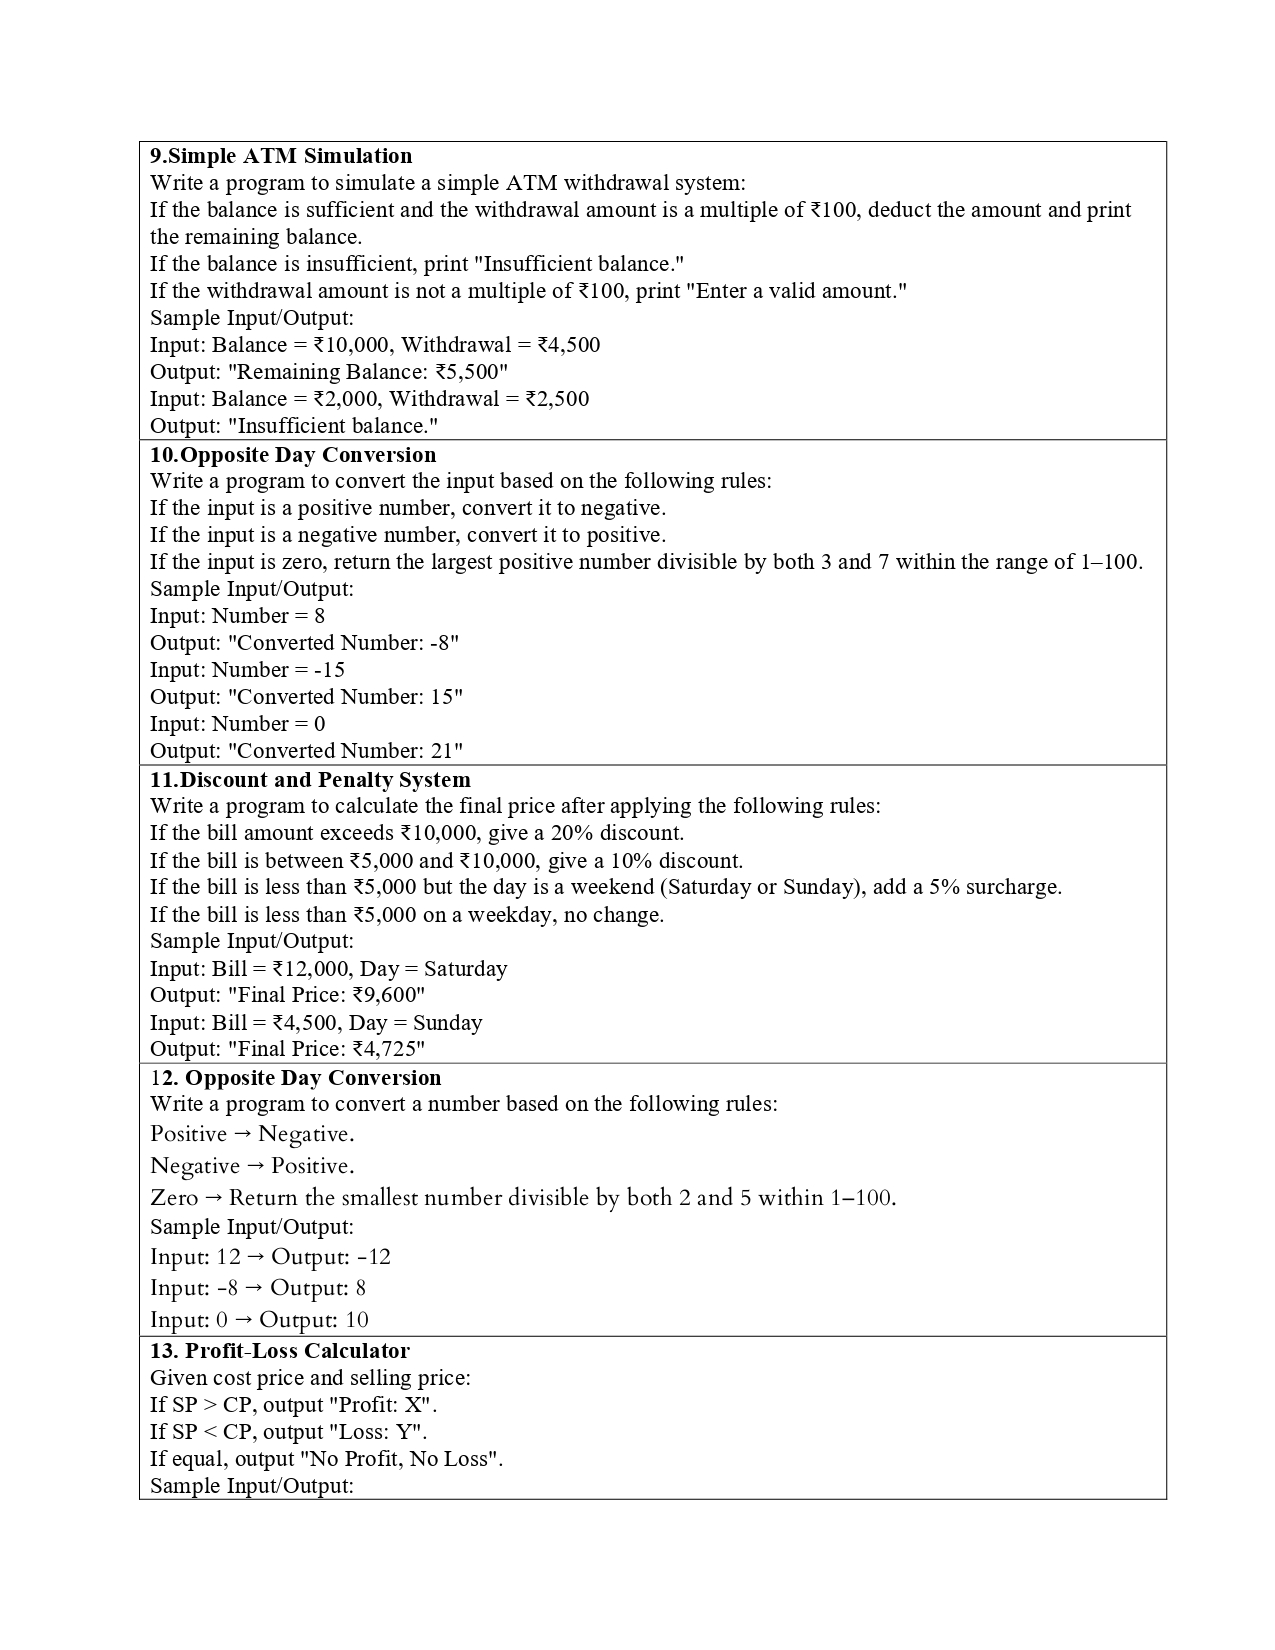 9.Simple ATM Simulation
Write a program to simulate a simple ATM withdrawal system:
If the balance is sufficient and the withdrawal amount is a multiple of ₹100, deduct the amount and print
the remaining balance.
If the balance is insufficient, print "Insufficient balance."
If the withdrawal amount is not a multiple of ₹100, print "Enter a valid amount."
Sample Input/Output:
Input: Balance = ₹10,000, Withdrawal = ₹4,500
Output: "Remaining Balance: ₹5,500"
Input: Balance = ₹2,000, Withdrawal = ₹2,500
Output: "Insufficient balance."
10.Opposite Day Conversion
Write a program to convert the input based on the following rules:
If the input is a positive number, convert it to negative.
If the input is a negative number, convert it to positive.
If the input is zero, return the largest positive number divisible by both 3 and 7 within the range of 1–100.
Sample Input/Output:
Input: Number = 8
Output: "Converted Number: -8"
Input: Number = -15
Output: "Converted Number: 15"
Input: Number = 0
Output: "Converted Number: 21"
11.Discount and Penalty System
Write a program to calculate the final price after applying the following rules:
If the bill amount exceeds ₹10,000, give a 20% discount.
If the bill is between ₹5,000 and ₹10,000, give a 10% discount.
If the bill is less than ₹5,000 but the day is a weekend (Saturday or Sunday), add a 5% surcharge.
If the bill is less than ₹5,000 on a weekday, no change.
Sample Input/Output:
Input: Bill = ₹12,000, Day = Saturday
Output: "Final Price: ₹9,600"
Input: Bill = ₹4,500, Day = Sunday
Output: "Final Price: ₹4,725"
12. Opposite Day Conversion
Write a program to convert a number based on the following rules:
Positive → Negative.
Negative → Positive.
Zero → Return the smallest number divisible by both 2 and 5 within 1–100.
Sample Input/Output:
Input: 12 → Output: -12
Input: -8 → Output: 8
Input: 0 → Output: 10
13. Profit-Loss Calculator
Given cost price and selling price:
If SP > CP, output "Profit: X".
If SP < CP, output "Loss: Y".
If equal, output "No Profit, No Loss".
Sample Input/Output: